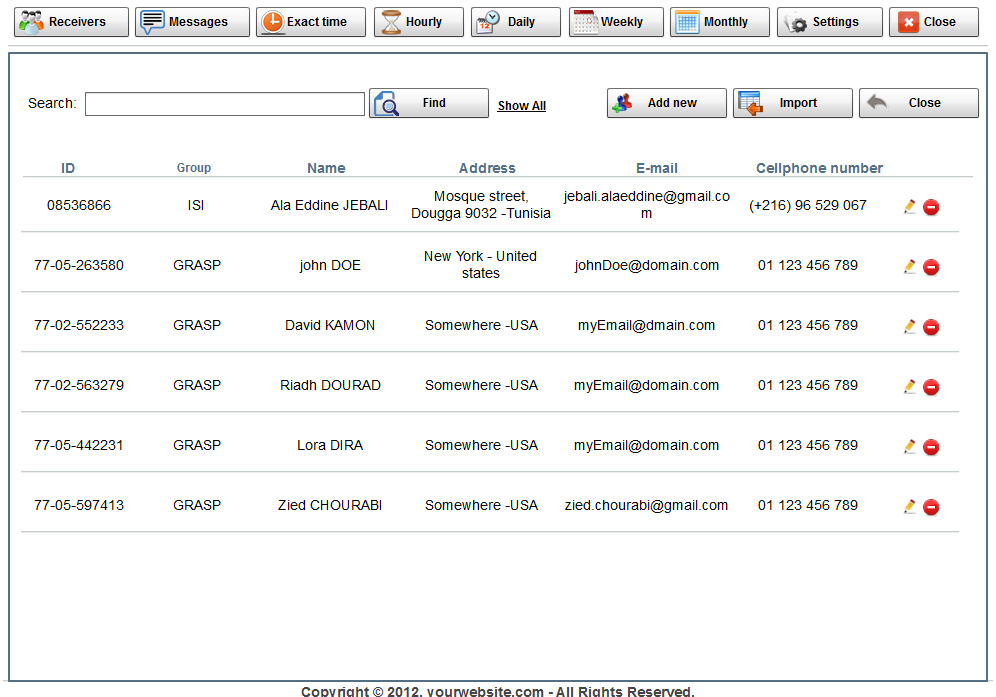 Receivers Messages Exact time Hourly Daily Weekly Monthly Settings Close
Search: Find Show All Add new Import Close
ID Group Name Address E-mail Cellphone number
08536866 ISI Ala Eddine JEBALI Mosque street, Dougga 9032 -Tunisia jebali.alaeddine@gmail.com (+216) 96 529 067
77-05-263580 GRASP john DOE New York - United states johnDoe@domain.com 01 123 456 789
77-02-552233 GRASP David KAMON Somewhere -USA myEmail@dmain.com 01 123 456 789
77-02-563279 GRASP Riadh DOURAD Somewhere -USA myEmail@domain.com 01 123 456 789
77-05-442231 GRASP Lora DIRA Somewhere -USA myEmail@domain.com 01 123 456 789
77-05-597413 GRASP Zied CHOURABI Somewhere -USA zied.chourabi@gmail.com 01 123 456 789
Copyright © 2012. yourwebsite.com - All Rights Reserved.